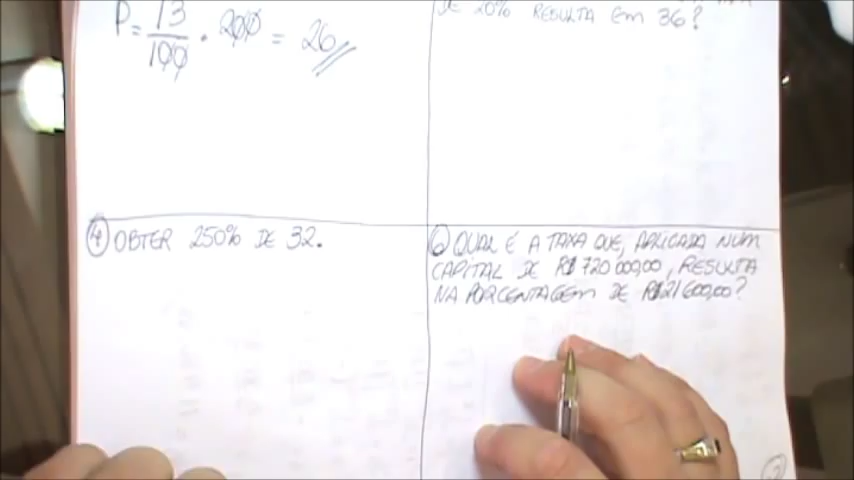 P = 13/100 . 200 = 26
DE 20% RESULTA EM 36?
4 OBTER 250% DE 32.
6 QUAL É A TAXA QUE, APLICADA NUM
CAPITAL DE R$ 720 000,00, RESULTA
NA PORCENTAGEM DE R$ 21 600,00?
2